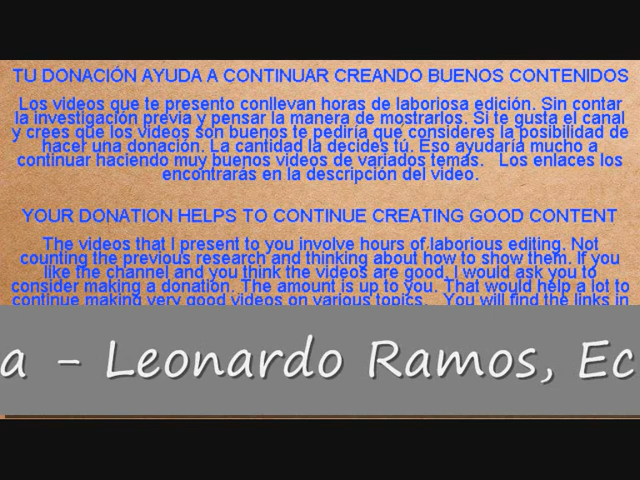 TU DONACIÓN AYUDA A CONTINUAR CREANDO BUENOS CONTENIDOS
Los videos que te presento conllevan horas de laboriosa edición. Sin contar
la investigación previa y pensar la manera de mostrarlos. Si te gusta el canal
y crees que los videos son buenos te pediría que consideres la posibilidad de
hacer una donación. La cantidad la decides tú. Eso ayudaría mucho a
continuar haciendo muy buenos videos de variados temas. Los enlaces los
encontrarás en la descripción del video.
YOUR DONATION HELPS TO CONTINUE CREATING GOOD CONTENT
The videos that I present to you involve hours of laborious editing. Not
counting the previous research and thinking about how to show them. If you
like the channel and you think the videos are good, I would ask you to
consider making a donation. The amount is up to you. That would help a lot to
continue making very good videos on various topics. You will find the links in
a - Leonardo Ramos, Ec